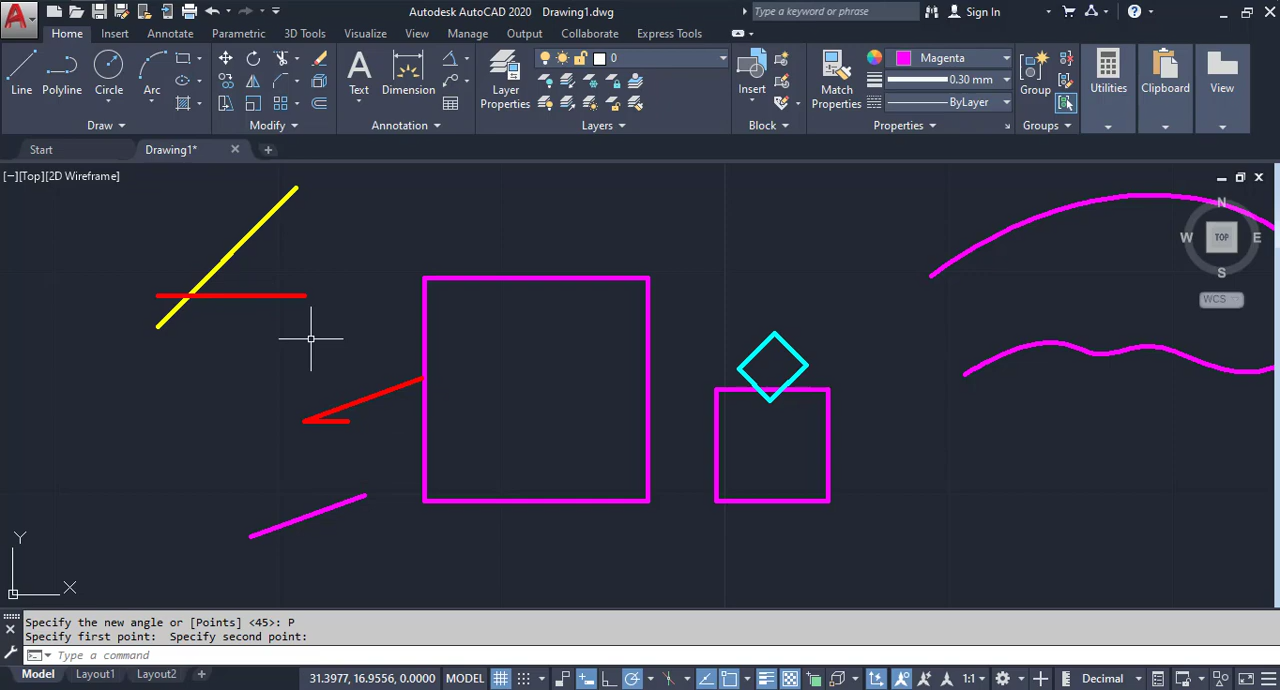 Autodesk AutoCAD 2020 Drawing1.dwg
Type a keyword or phrase
Sign In
Home Insert Annotate Parametric 3D Tools Visualize View Manage Output Collaborate Express Tools
Line Polyline Circle Arc
Text Dimension
Layer Properties
0
Insert
Match Properties
Magenta
0.30 mm
ByLayer
Group
Utilities Clipboard View
Draw Modify Annotation Layers Block Properties Groups
Start Drawing1*
[−][Top][2D Wireframe]
N
W TOP E
S
WCS
Y
X
Specify the new angle or [Points] <45>: P
Specify first point: Specify second point:
Type a command
Model Layout1 Layout2
31.3977, 16.9556, 0.0000 MODEL 1:1 Decimal